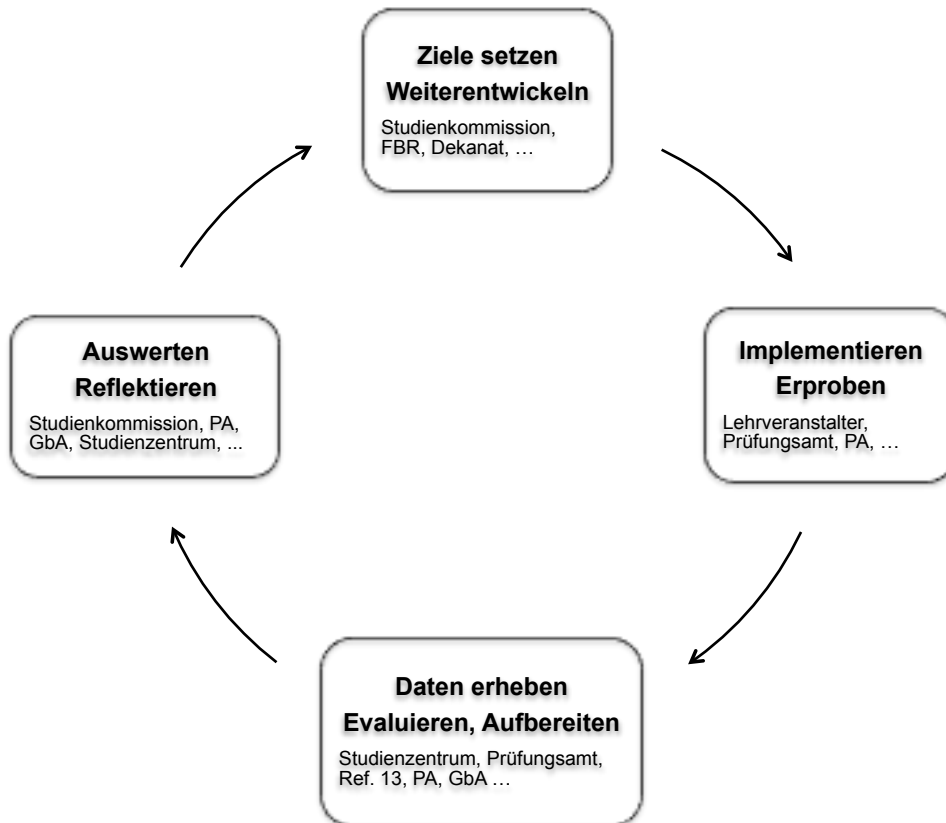 Ziele setzen
Weiterentwickeln
Studienkommission,
FBR, Dekanat, …
Auswerten
Reflektieren
Studienkommission, PA,
GbA, Studienzentrum, ...
Implementieren
Erproben
Lehrveranstalter,
Prüfungsamt, PA, …
Daten erheben
Evaluieren, Aufbereiten
Studienzentrum, Prüfungsamt,
Ref. 13, PA, GbA …